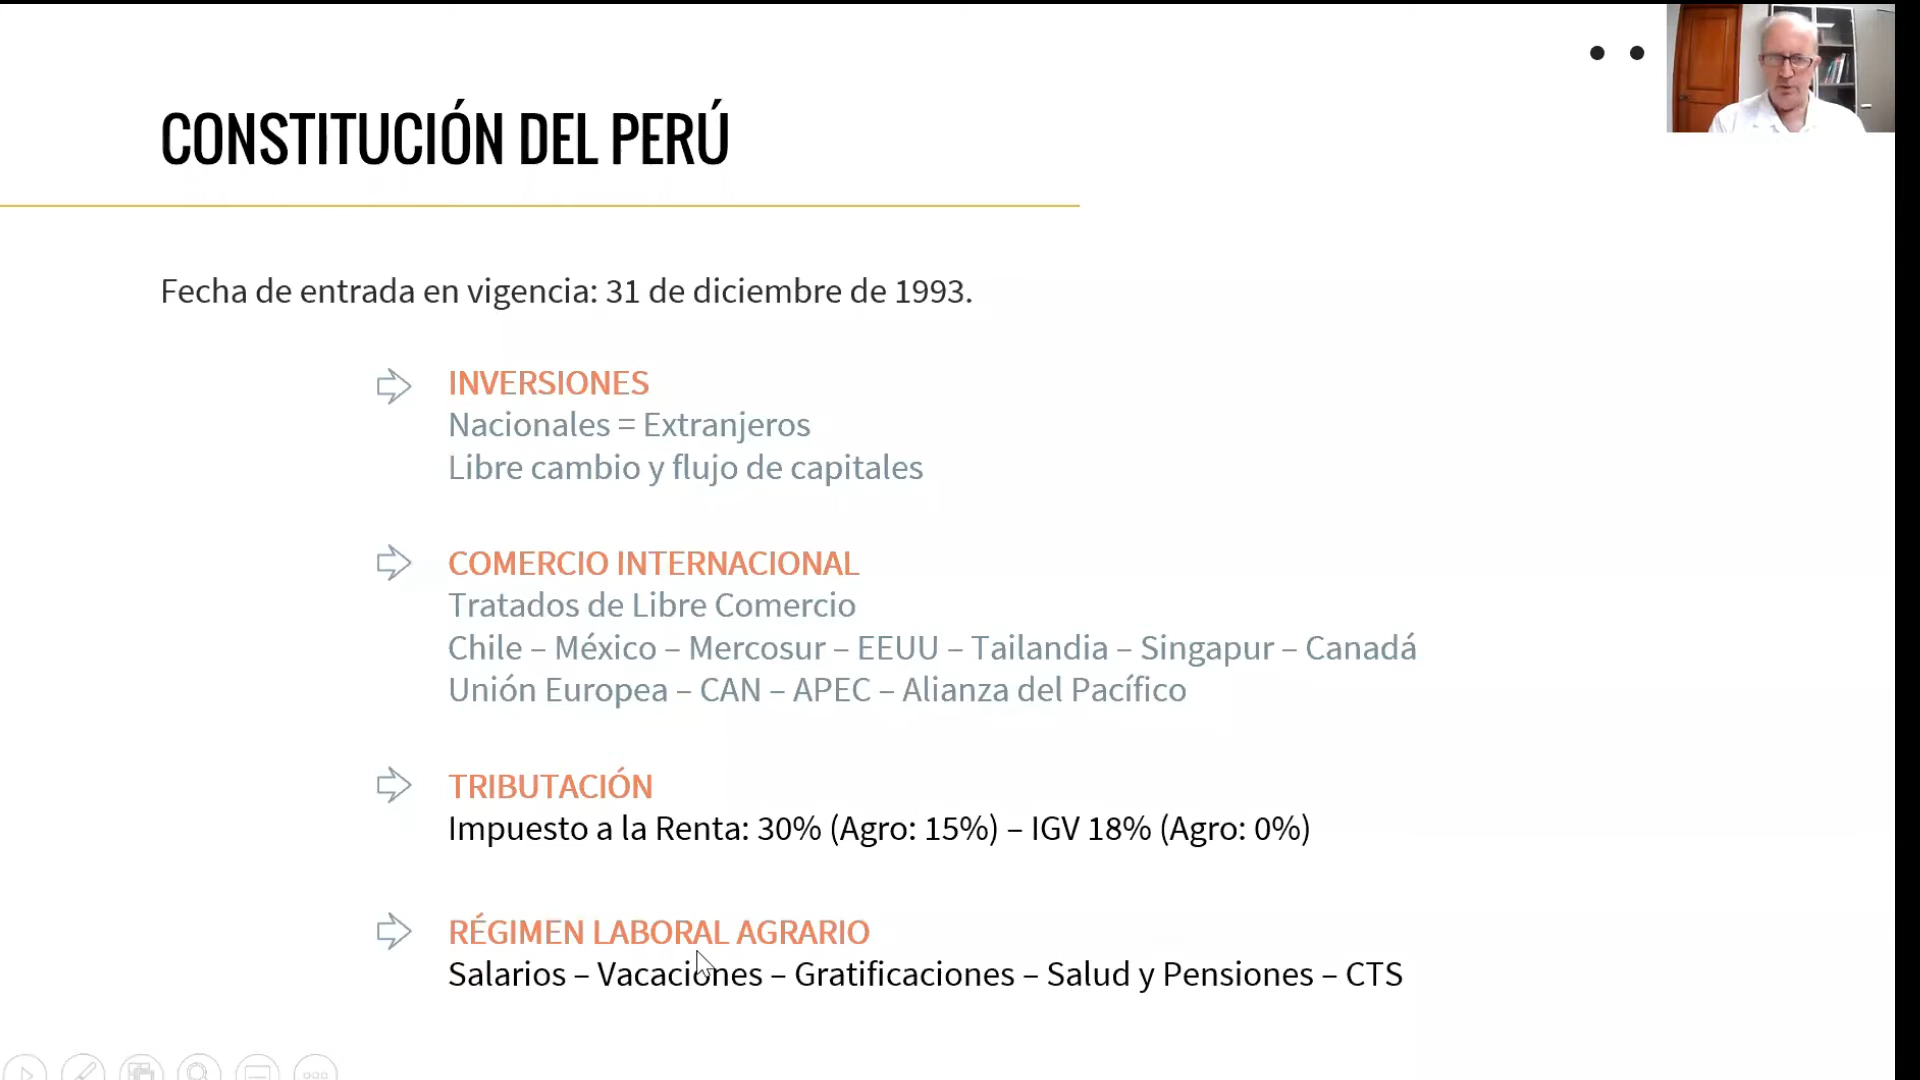 CONSTITUCIÓN DEL PERÚ
Fecha de entrada en vigencia: 31 de diciembre de 1993.
INVERSIONES
Nacionales = Extranjeros
Libre cambio y flujo de capitales
COMERCIO INTERNACIONAL
Tratados de Libre Comercio
Chile – México – Mercosur – EEUU – Tailandia – Singapur – Canadá
Unión Europea – CAN – APEC – Alianza del Pacífico
TRIBUTACIÓN
Impuesto a la Renta: 30% (Agro: 15%) – IGV 18% (Agro: 0%)
RÉGIMEN LABORAL AGRARIO
Salarios – Vacaciones – Gratificaciones – Salud y Pensiones – CTS